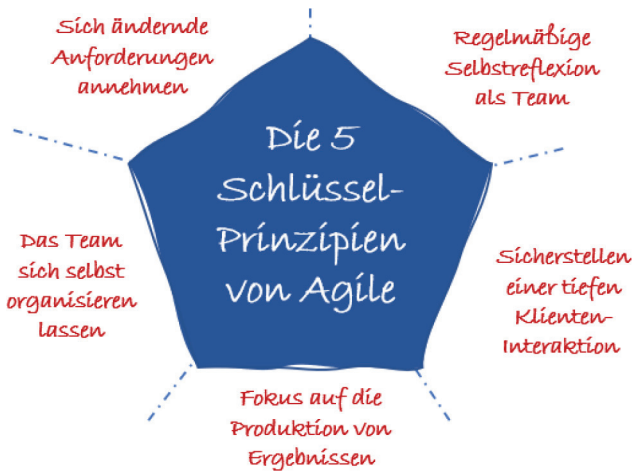 Sich ändernde
Anforderungen
annehmen
Regelmäßige
Selbstreflexion
als Team
Die 5
Schlüssel-
Prinzipien
von Agile
Das Team
sich selbst
organisieren
lassen
Sicherstellen
einer tiefen
Klienten-
Interaktion
Fokus auf die
Produktion von
Ergebnissen